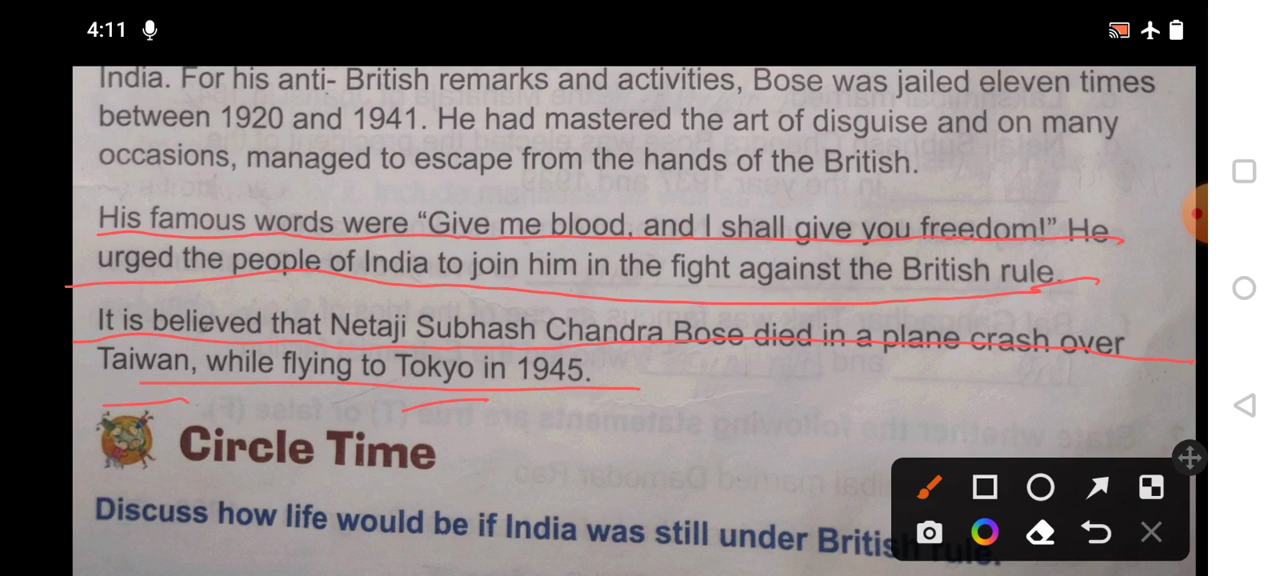 4:11
India. For his anti- British remarks and activities, Bose was jailed eleven times
between 1920 and 1941. He had mastered the art of disguise and on many
occasions, managed to escape from the hands of the British.
His famous words were “Give me blood, and I shall give you freedom!” He
urged the people of India to join him in the fight against the British rule.
It is believed that Netaji Subhash Chandra Bose died in a plane crash over
Taiwan, while flying to Tokyo in 1945.
Circle Time
Discuss how life would be if India was still under British rule.